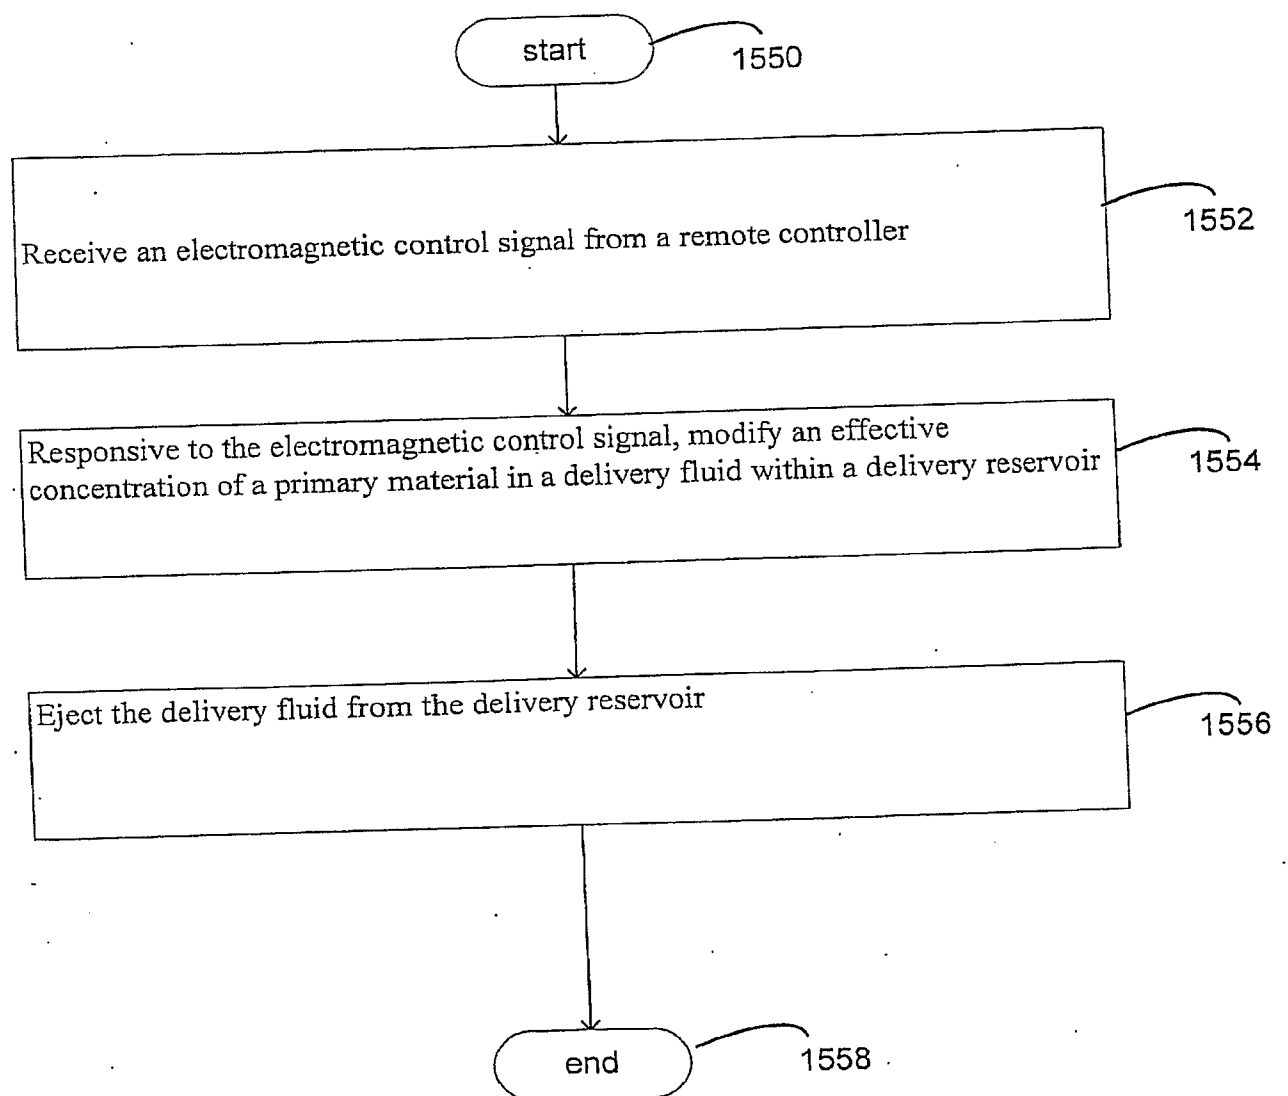 start
1550
Receive an electromagnetic control signal from a remote controller
1552
Responsive to the electromagnetic control signal, modify an effective
concentration of a primary material in a delivery fluid within a delivery reservoir
1554
Eject the delivery fluid from the delivery reservoir
1556
end
1558